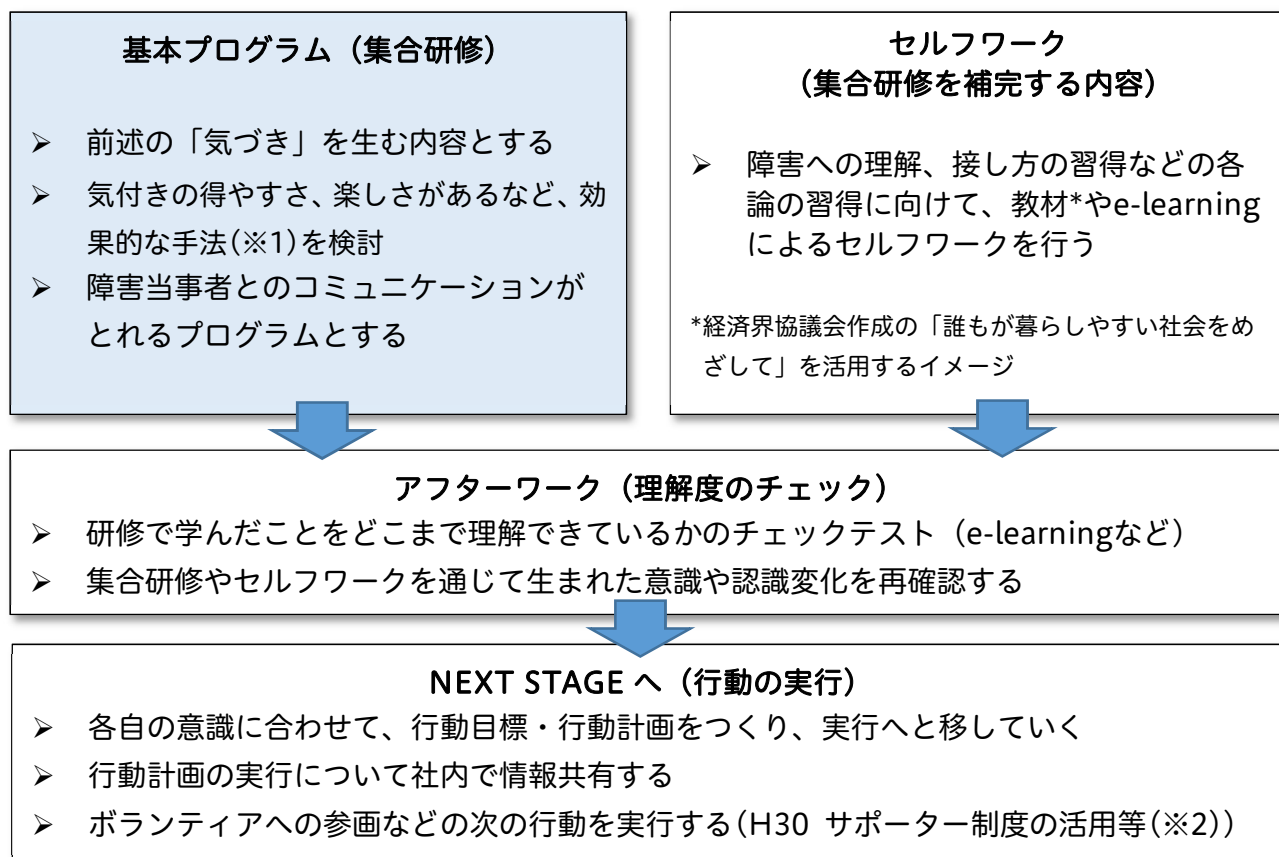 基本プログラム（集合研修）
➢ 前述の「気づき」を生む内容とする
➢ 気付きの得やすさ、楽しさがあるなど、効
果的な手法(※1)を検討
➢ 障害当事者とのコミュニケーションが
とれるプログラムとする
セルフワーク
（集合研修を補完する内容）
➢ 障害への理解、接し方の習得などの各
論の習得に向けて、教材*やe-learning
によるセルフワークを行う
*経済界協議会作成の「誰もが暮らしやすい社会をめ
ざして」を活用するイメージ
アフターワーク（理解度のチェック）
➢ 研修で学んだことをどこまで理解できているかのチェックテスト（e-learningなど）
➢ 集合研修やセルフワークを通じて生まれた意識や認識変化を再確認する
NEXT STAGE へ（行動の実行）
➢ 各自の意識に合わせて、行動目標・行動計画をつくり、実行へと移していく
➢ 行動計画の実行について社内で情報共有する
➢ ボランティアへの参画などの次の行動を実行する(H30 サポーター制度の活用等(※2))